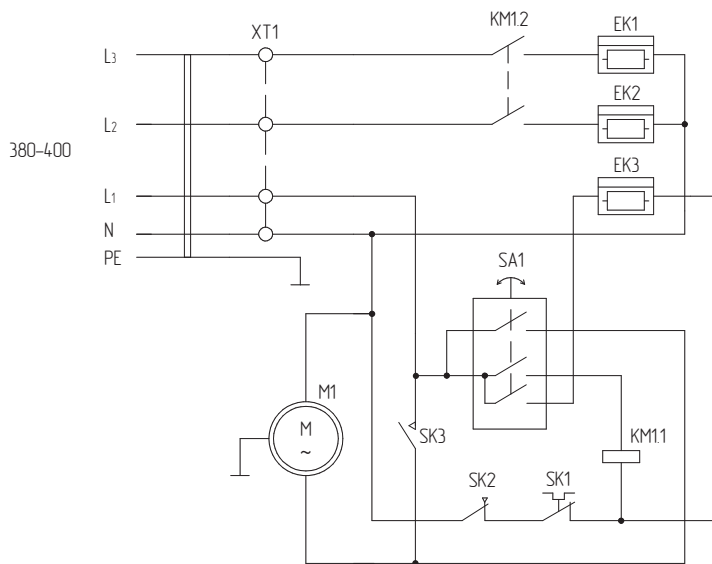 XT1
KM1.2
EK1
L3
EK2
L2
380-400
EK3
L1
N
SA1
PE
M1
M
~
SK3
KM1.1
SK2
SK1